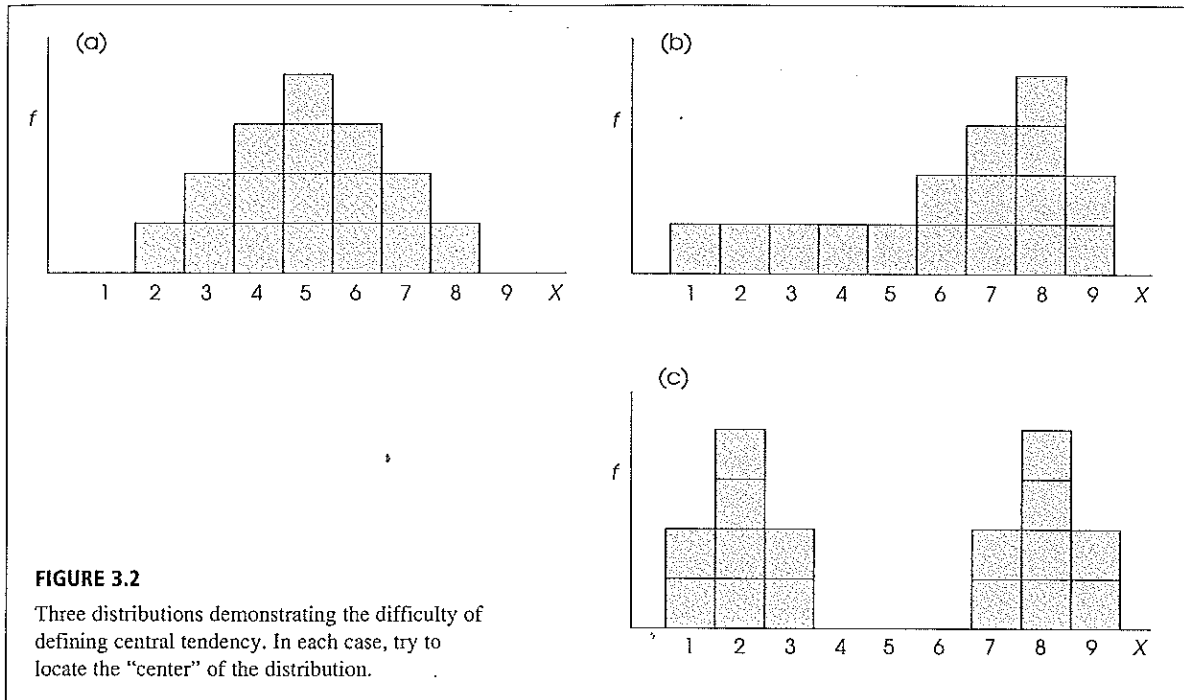 (a)
f
1 2 3 4 5 6 7 8 9 X
(b)
f
1 2 3 4 5 6 7 8 9 X
(c)
f
1 2 3 4 5 6 7 8 9 X
FIGURE 3.2
Three distributions demonstrating the difficulty of
defining central tendency. In each case, try to
locate the “center” of the distribution.